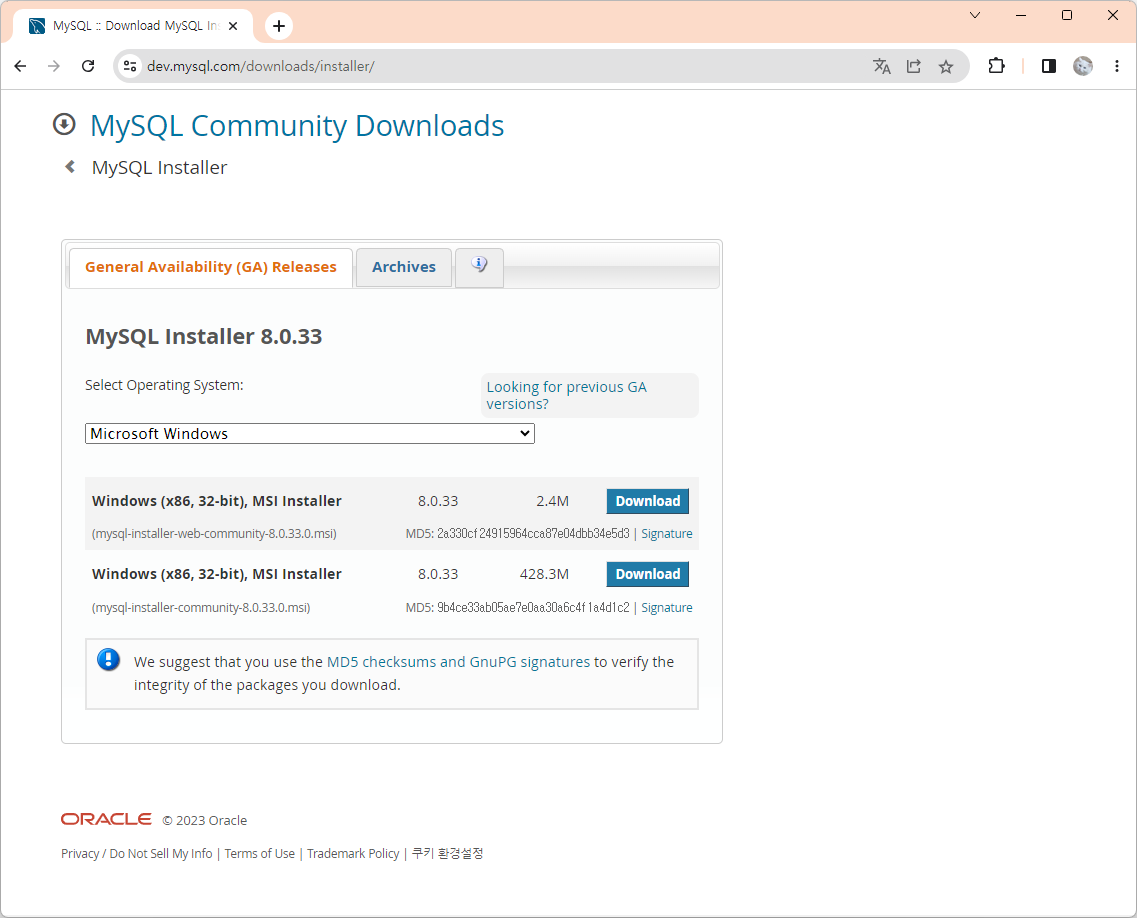 MySQL :: Download MySQL Ins
dev.mysql.com/downloads/installer/
MySQL Community Downloads
MySQL Installer
General Availability (GA) Releases
Archives
MySQL Installer 8.0.33
Select Operating System:
Looking for previous GA
versions?
Microsoft Windows
Windows (x86, 32-bit), MSI Installer 8.0.33 2.4M Download
(mysql-installer-web-community-8.0.33.0.msi) MD5: 2a330cf24915964cca87e04dbb34e5d3 | Signature
Windows (x86, 32-bit), MSI Installer 8.0.33 428.3M Download
(mysql-installer-community-8.0.33.0.msi) MD5: 9b4ce33ab05ae7e0aa30a6c4f1a4d1c2 | Signature
We suggest that you use the MD5 checksums and GnuPG signatures to verify the
integrity of the packages you download.
ORACLE © 2023 Oracle
Privacy / Do Not Sell My Info | Terms of Use | Trademark Policy | 쿠키 환경설정